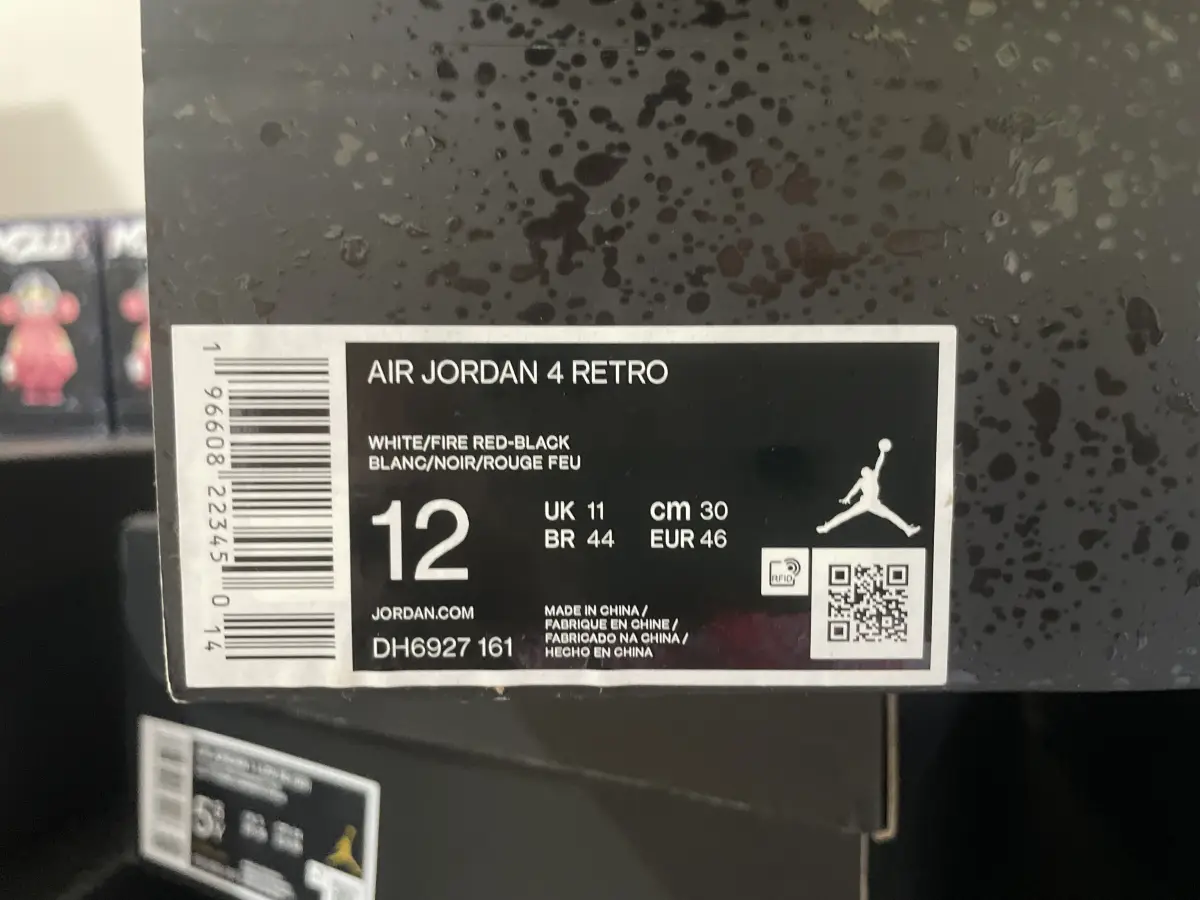 AIR JORDAN 4 RETRO
WHITE/FIRE RED-BLACK
BLANC/NOIR/ROUGE FEU
12
UK 11 cm 30
BR 44 EUR 46
JORDAN.COM
DH6927 161
MADE IN CHINA /
FABRIQUE EN CHINE /
FABRICADO NA CHINA /
HECHO EN CHINA
RFID
1 96608 22345 0 14